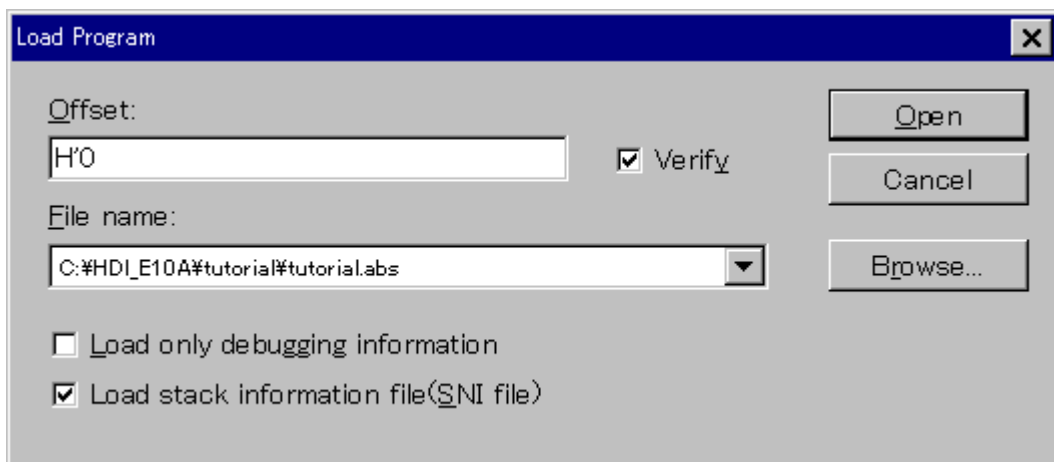 Load Program
Offset:
H'0
Verify
Open
Cancel
File name:
C:¥HDI_E10A¥tutorial¥tutorial.abs
Browse...
Load only debugging information
Load stack information file(SNI file)